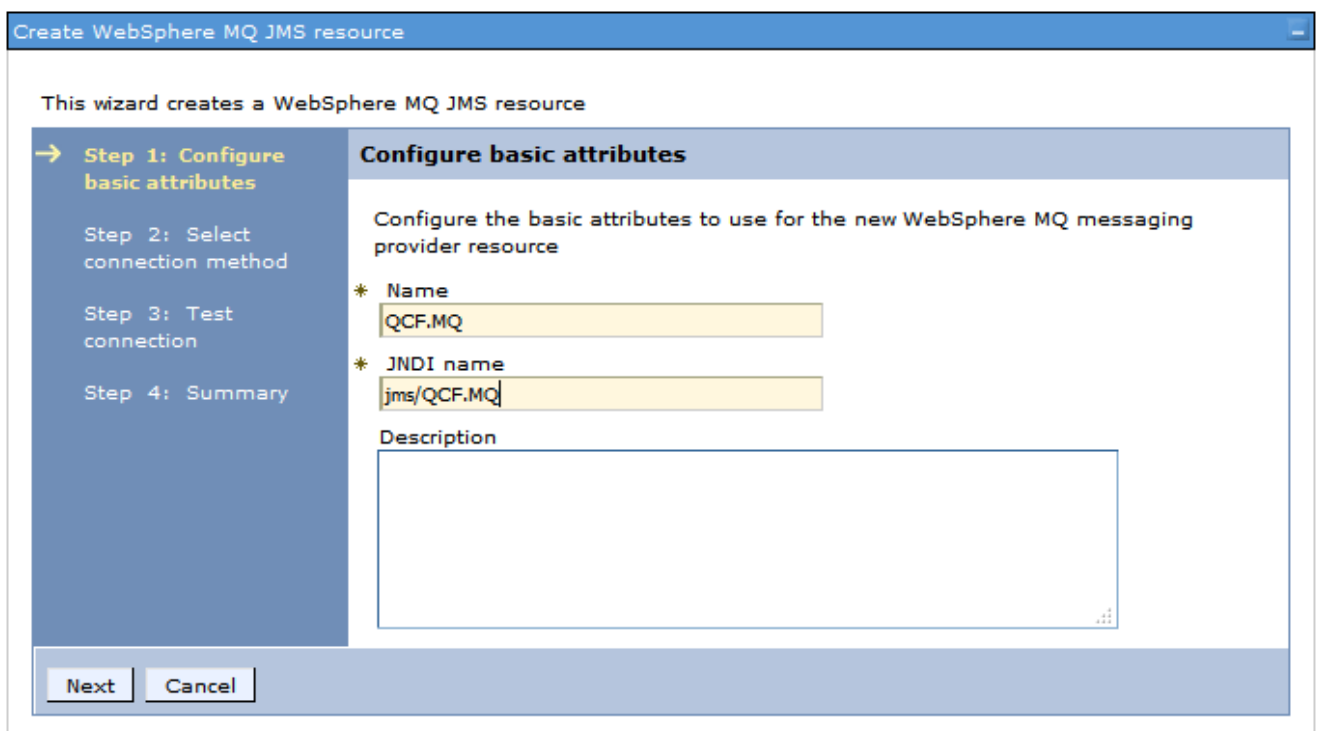 Create WebSphere MQ JMS resource
This wizard creates a WebSphere MQ JMS resource
Step 1: Configure
basic attributes
Step 2: Select
connection method
Step 3: Test
connection
Step 4: Summary
Configure basic attributes
Configure the basic attributes to use for the new WebSphere MQ messaging
provider resource
* Name
QCF.MQ
* JNDI name
jms/QCF.MQ
Description
Next Cancel